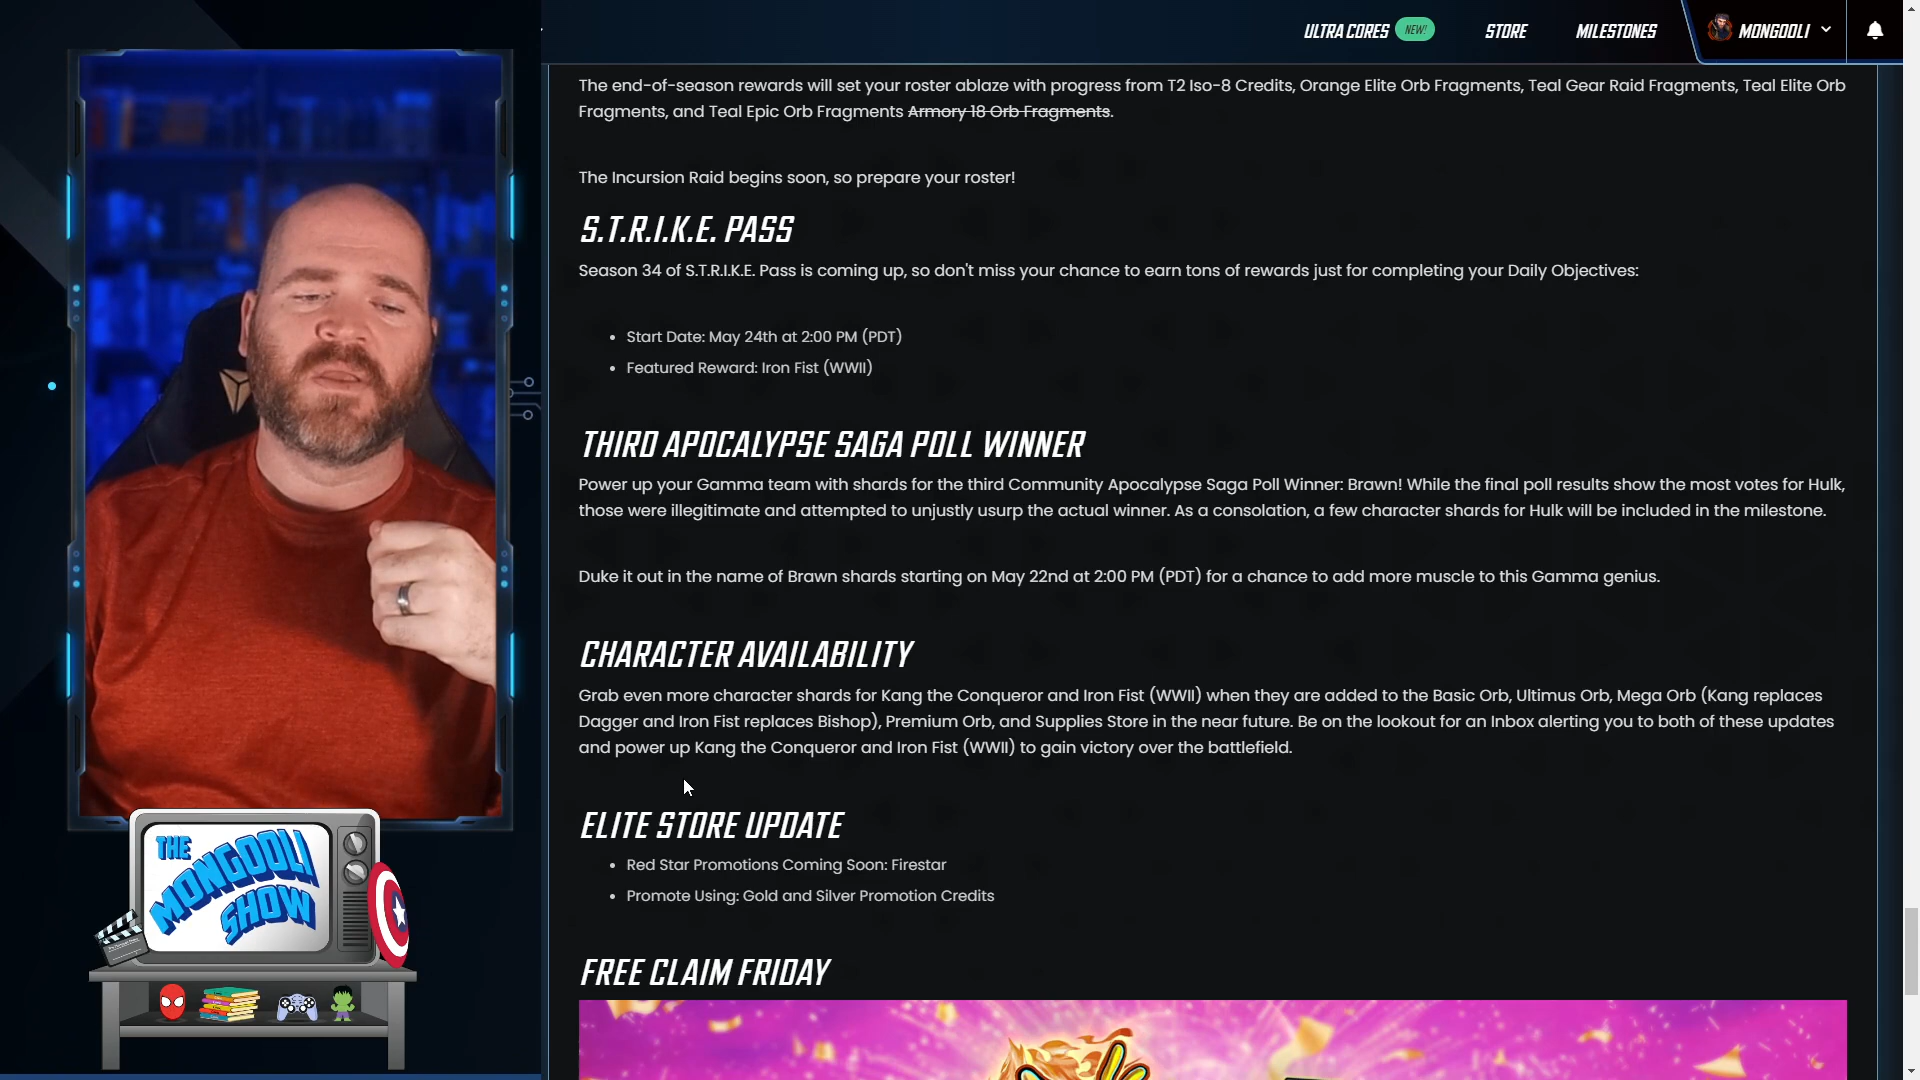 ULTRA CORES NEW! STORE MILESTONES MONGOOLI
The end-of-season rewards will set your roster ablaze with progress from T2 Iso-8 Credits, Orange Elite Orb Fragments, Teal Gear Raid Fragments, Teal Elite Orb
Fragments, and Teal Epic Orb Fragments Armory 18 Orb Fragments.
The Incursion Raid begins soon, so prepare your roster!
S.T.R.I.K.E. PASS
Season 34 of S.T.R.I.K.E. Pass is coming up, so don't miss your chance to earn tons of rewards just for completing your Daily Objectives:
• Start Date: May 24th at 2:00 PM (PDT)
• Featured Reward: Iron Fist (WWII)
THIRD APOCALYPSE SAGA POLL WINNER
Power up your Gamma team with shards for the third Community Apocalypse Saga Poll Winner: Brawn! While the final poll results show the most votes for Hulk,
those were illegitimate and attempted to unjustly usurp the actual winner. As a consolation, a few character shards for Hulk will be included in the milestone.
Duke it out in the name of Brawn shards starting on May 22nd at 2:00 PM (PDT) for a chance to add more muscle to this Gamma genius.
CHARACTER AVAILABILITY
Grab even more character shards for Kang the Conqueror and Iron Fist (WWII) when they are added to the Basic Orb, Ultimus Orb, Mega Orb (Kang replaces
Dagger and Iron Fist replaces Bishop), Premium Orb, and Supplies Store in the near future. Be on the lookout for an Inbox alerting you to both of these updates
and power up Kang the Conqueror and Iron Fist (WWII) to gain victory over the battlefield.
ELITE STORE UPDATE
• Red Star Promotions Coming Soon: Firestar
• Promote Using: Gold and Silver Promotion Credits
FREE CLAIM FRIDAY
THE
MONGOOLI
SHOW